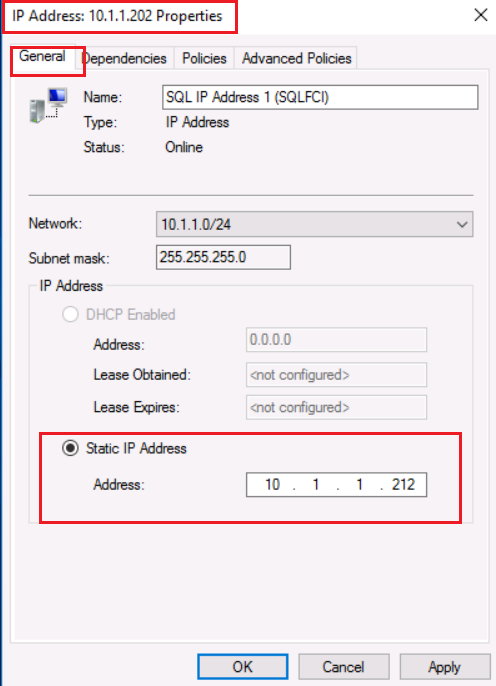 IP Address: 10.1.1.202 Properties
General Dependencies Policies Advanced Policies
Name: SQL IP Address 1 (SQLFCI)
Type: IP Address
Status: Online
Network: 10.1.1.0/24
Subnet mask: 255.255.255.0
IP Address
DHCP Enabled
Address: 0.0.0.0
Lease Obtained: <not configured>
Lease Expires: <not configured>
Static IP Address
Address: 10 . 1 . 1 . 212
OK Cancel Apply